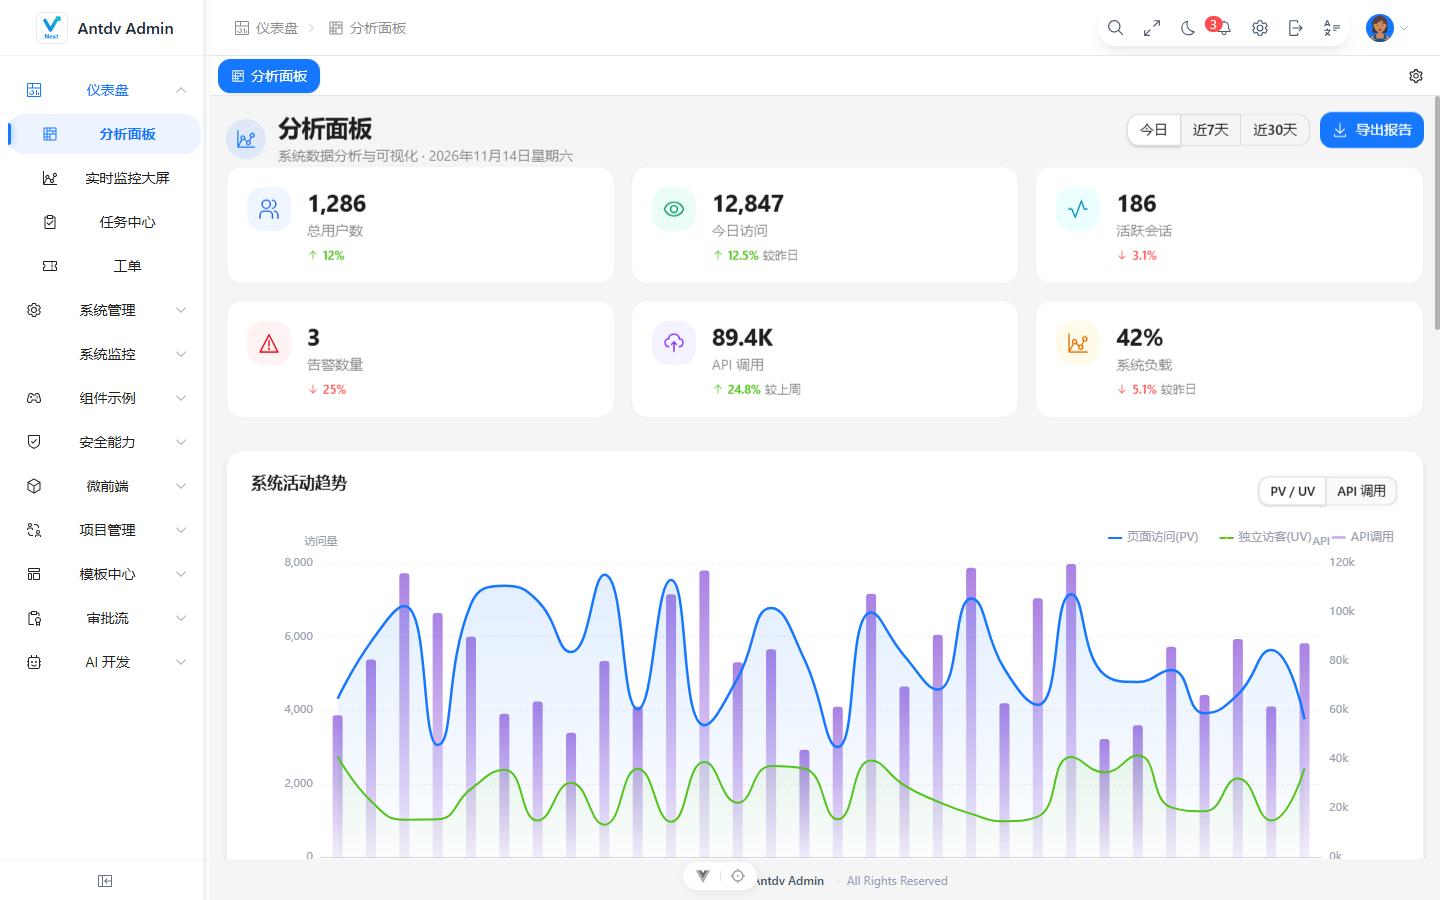 Next
Antdv Admin
仪表盘
分析面板
3
仪表盘
分析面板
实时监控大屏
任务中心
工单
系统管理
系统监控
组件示例
安全能力
微前端
项目管理
模板中心
审批流
AI 开发
分析面板
分析面板
系统数据分析与可视化 · 2026年11月14日星期六
今日
近7天
近30天
导出报告
1,286
总用户数
↑ 12%
12,847
今日访问
↑ 12.5% 较昨日
186
活跃会话
↓ 3.1%
3
告警数量
↓ 25%
89.4K
API 调用
↑ 24.8% 较上周
42%
系统负载
↓ 5.1% 较昨日
系统活动趋势
PV / UV
API 调用
页面访问(PV)
独立访客(UV)
API调用
访问量
API
8,000
6,000
4,000
2,000
0
120k
100k
80k
60k
40k
20k
0k
Antdv Admin · All Rights Reserved